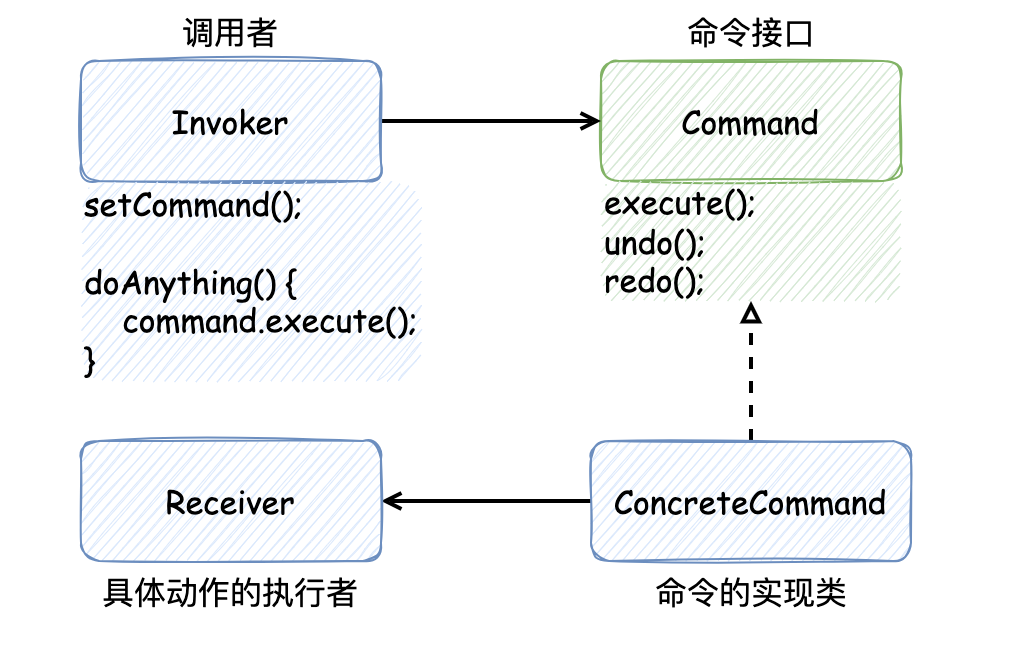 调用者
Invoker
setCommand();
doAnything() {
    command.execute();
}
命令接口
Command
execute();
undo();
redo();
Receiver
具体动作的执行者
ConcreteCommand
命令的实现类